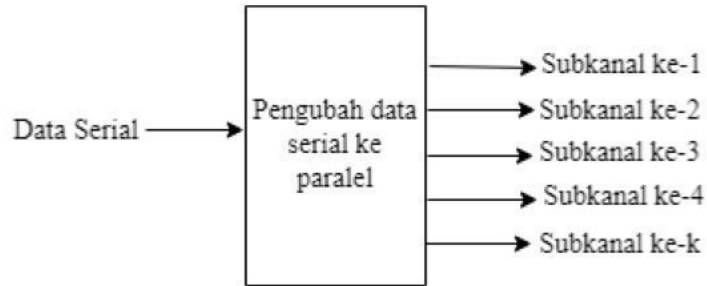 Data Serial
Pengubah data
serial ke
paralel
Subkanal ke-1
Subkanal ke-2
Subkanal ke-3
Subkanal ke-4
Subkanal ke-k